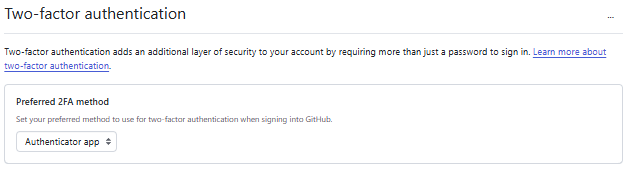 Two-factor authentication
...
Two-factor authentication adds an additional layer of security to your account by requiring more than just a password to sign in. Learn more about
two-factor authentication.
Preferred 2FA method
Set your preferred method to use for two-factor authentication when signing into GitHub.
Authenticator app